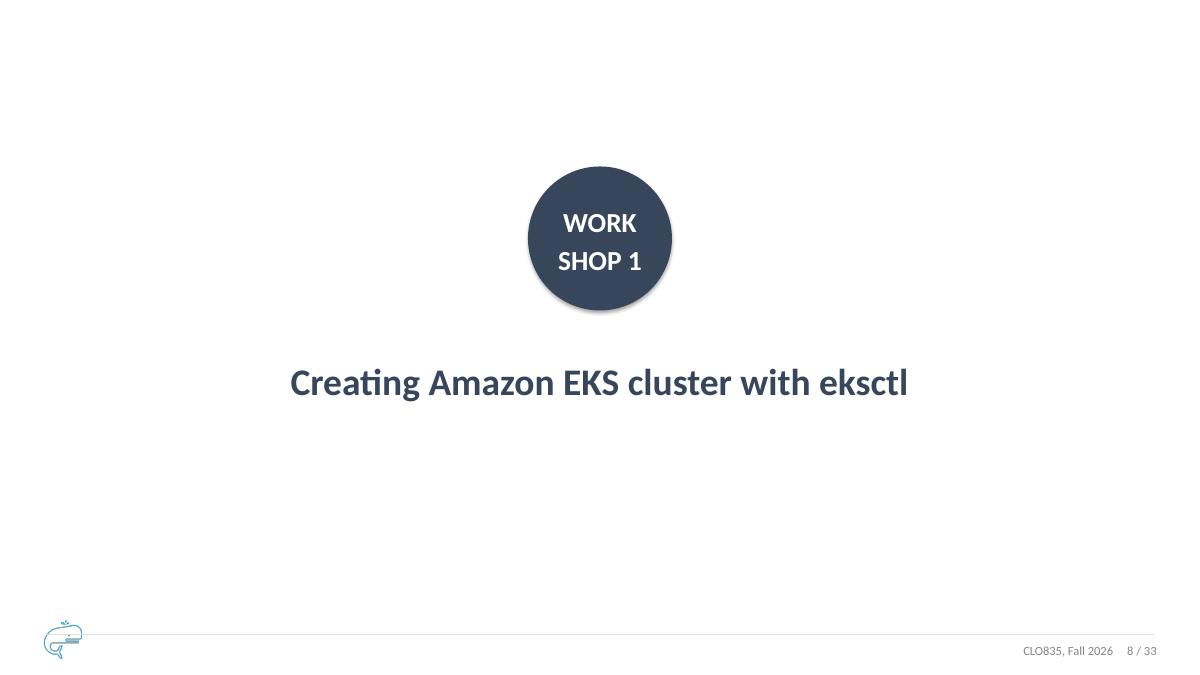 WORK
SHOP 1
Creating Amazon EKS cluster with eksctl
CLO835, Fall 2026 8 / 33